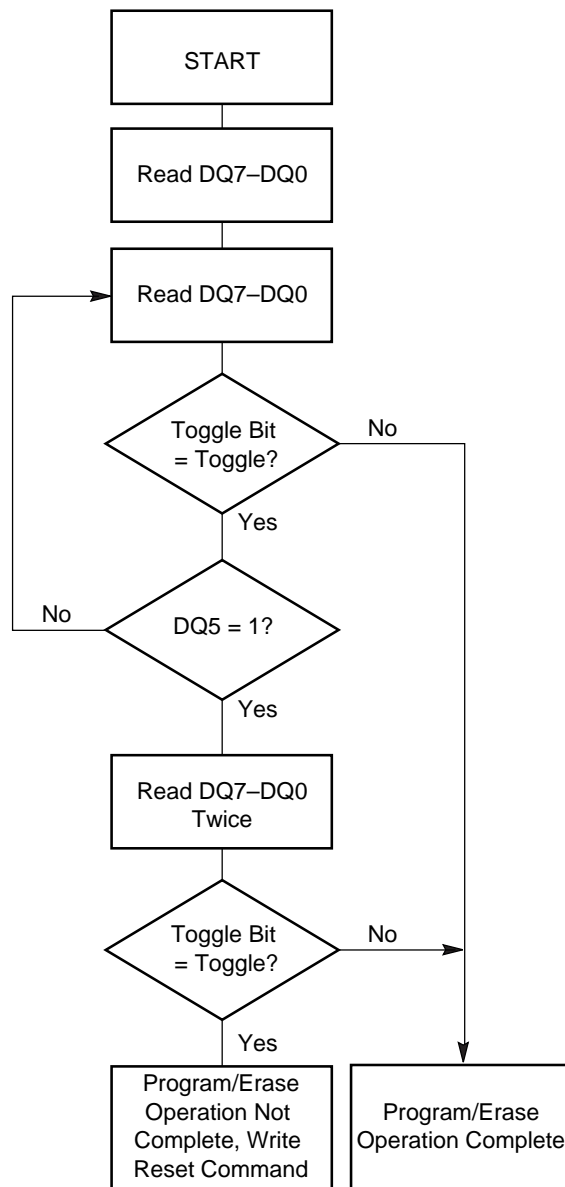 START
Read DQ7–DQ0
Read DQ7–DQ0
Toggle Bit
= Toggle?
No
Yes
No
DQ5 = 1?
Yes
Read DQ7–DQ0
Twice
Toggle Bit
= Toggle?
No
Yes
Program/Erase
Operation Not
Complete, Write
Reset Command
Program/Erase
Operation Complete